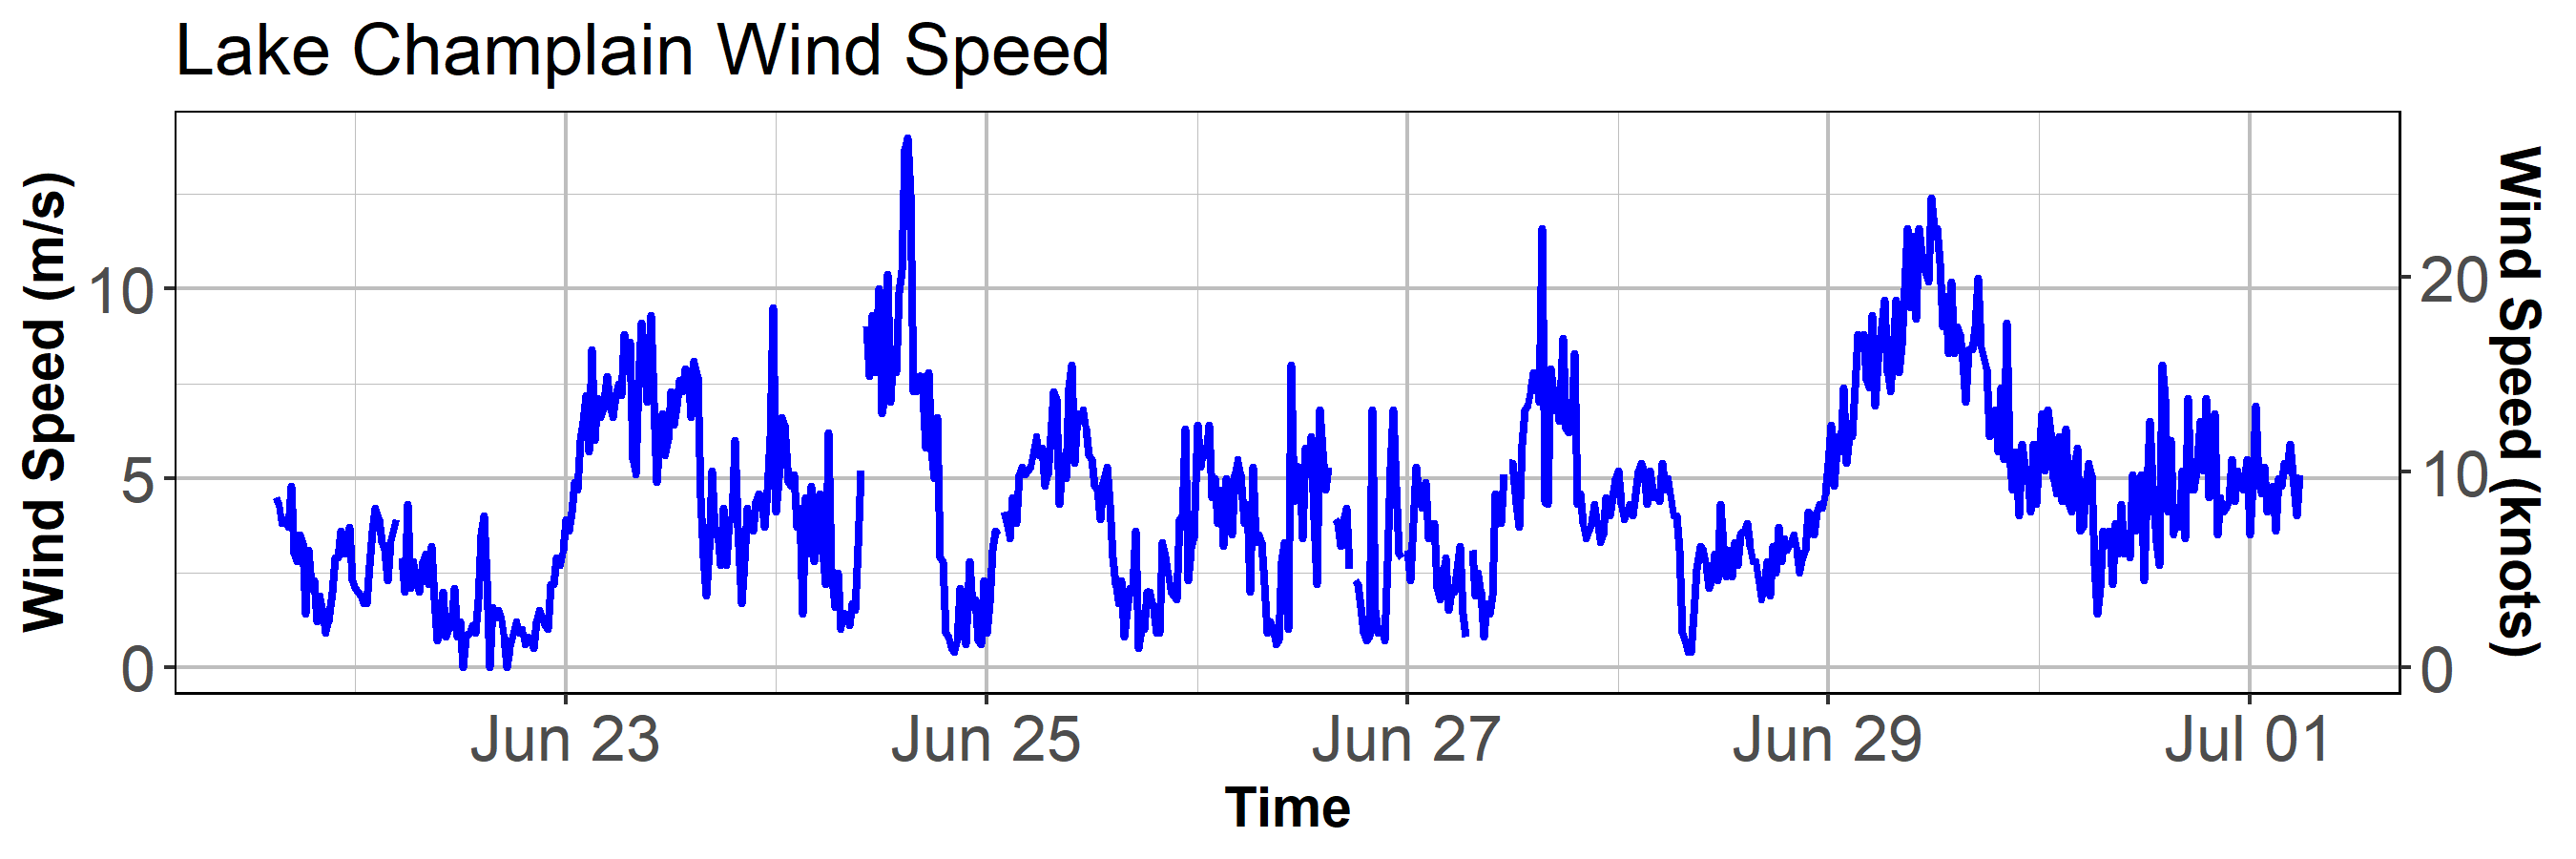 Lake Champlain Wind Speed
Wind Speed (m/s)
10
5
0
20
10
0
Wind Speed (knots)
Jun 23
Jun 25
Jun 27
Jun 29
Jul 01
Time